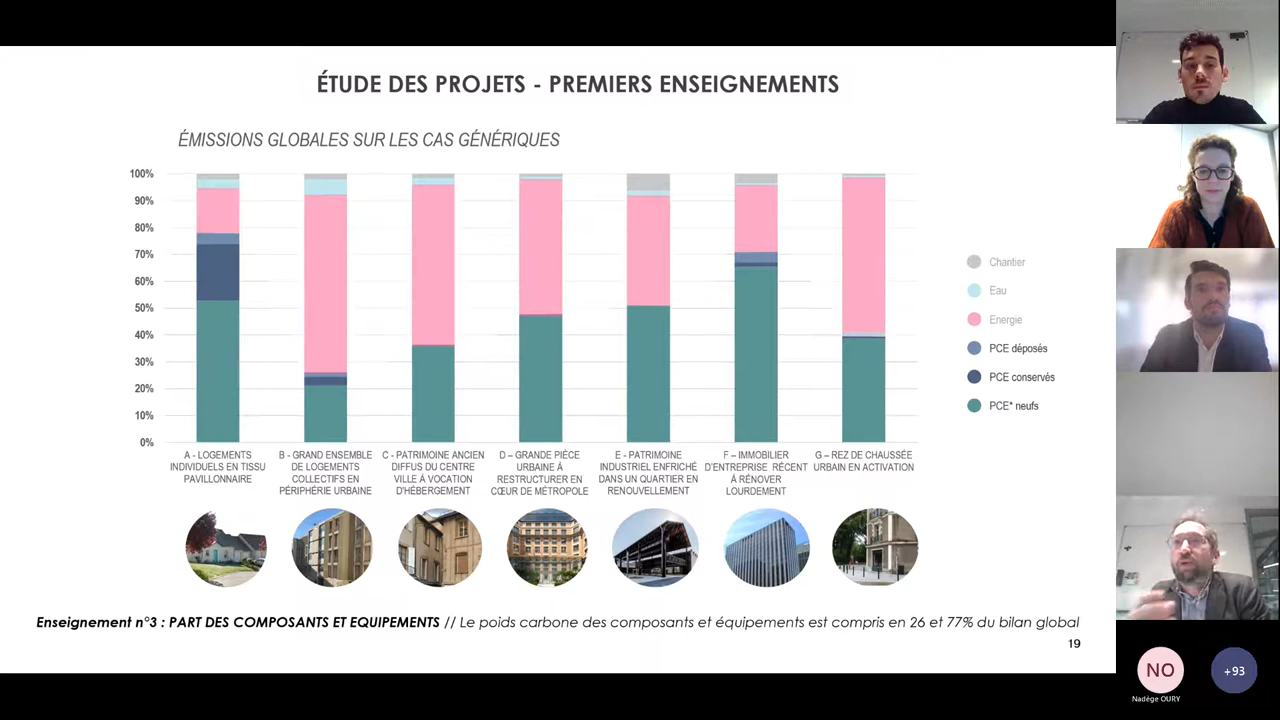 ÉTUDE DES PROJETS - PREMIERS ENSEIGNEMENTS
ÉMISSIONS GLOBALES SUR LES CAS GÉNÉRIQUES
100%
90%
80%
70%
60%
50%
40%
30%
20%
10%
0%
Chantier
Eau
Energie
PCE déposés
PCE conservés
PCE* neufs
A - LOGEMENTS
INDIVIDUELS EN TISSU
PAVILLONNAIRE
B - GRAND ENSEMBLE
DE LOGEMENTS
COLLECTIFS EN
PÉRIPHÉRIE URBAINE
C - PATRIMOINE ANCIEN
DIFFUS DU CENTRE
VILLE À VOCATION
D'HÉBERGEMENT
D – GRANDE PIÈCE
URBAINE À
RESTRUCTURER EN
CŒUR DE MÉTROPOLE
E - PATRIMOINE
INDUSTRIEL ENFRICHÉ
DANS UN QUARTIER EN
RENOUVELLEMENT
F – IMMOBILIER
D'ENTREPRISE RÉCENT
À RÉNOVER
LOURDEMENT
G – REZ DE CHAUSSÉE
URBAIN EN ACTIVATION
Enseignement n°3 : PART DES COMPOSANTS ET EQUIPEMENTS // Le poids carbone des composants et équipements est compris en 26 et 77% du bilan global
19
NO
Nadège OURY
+93